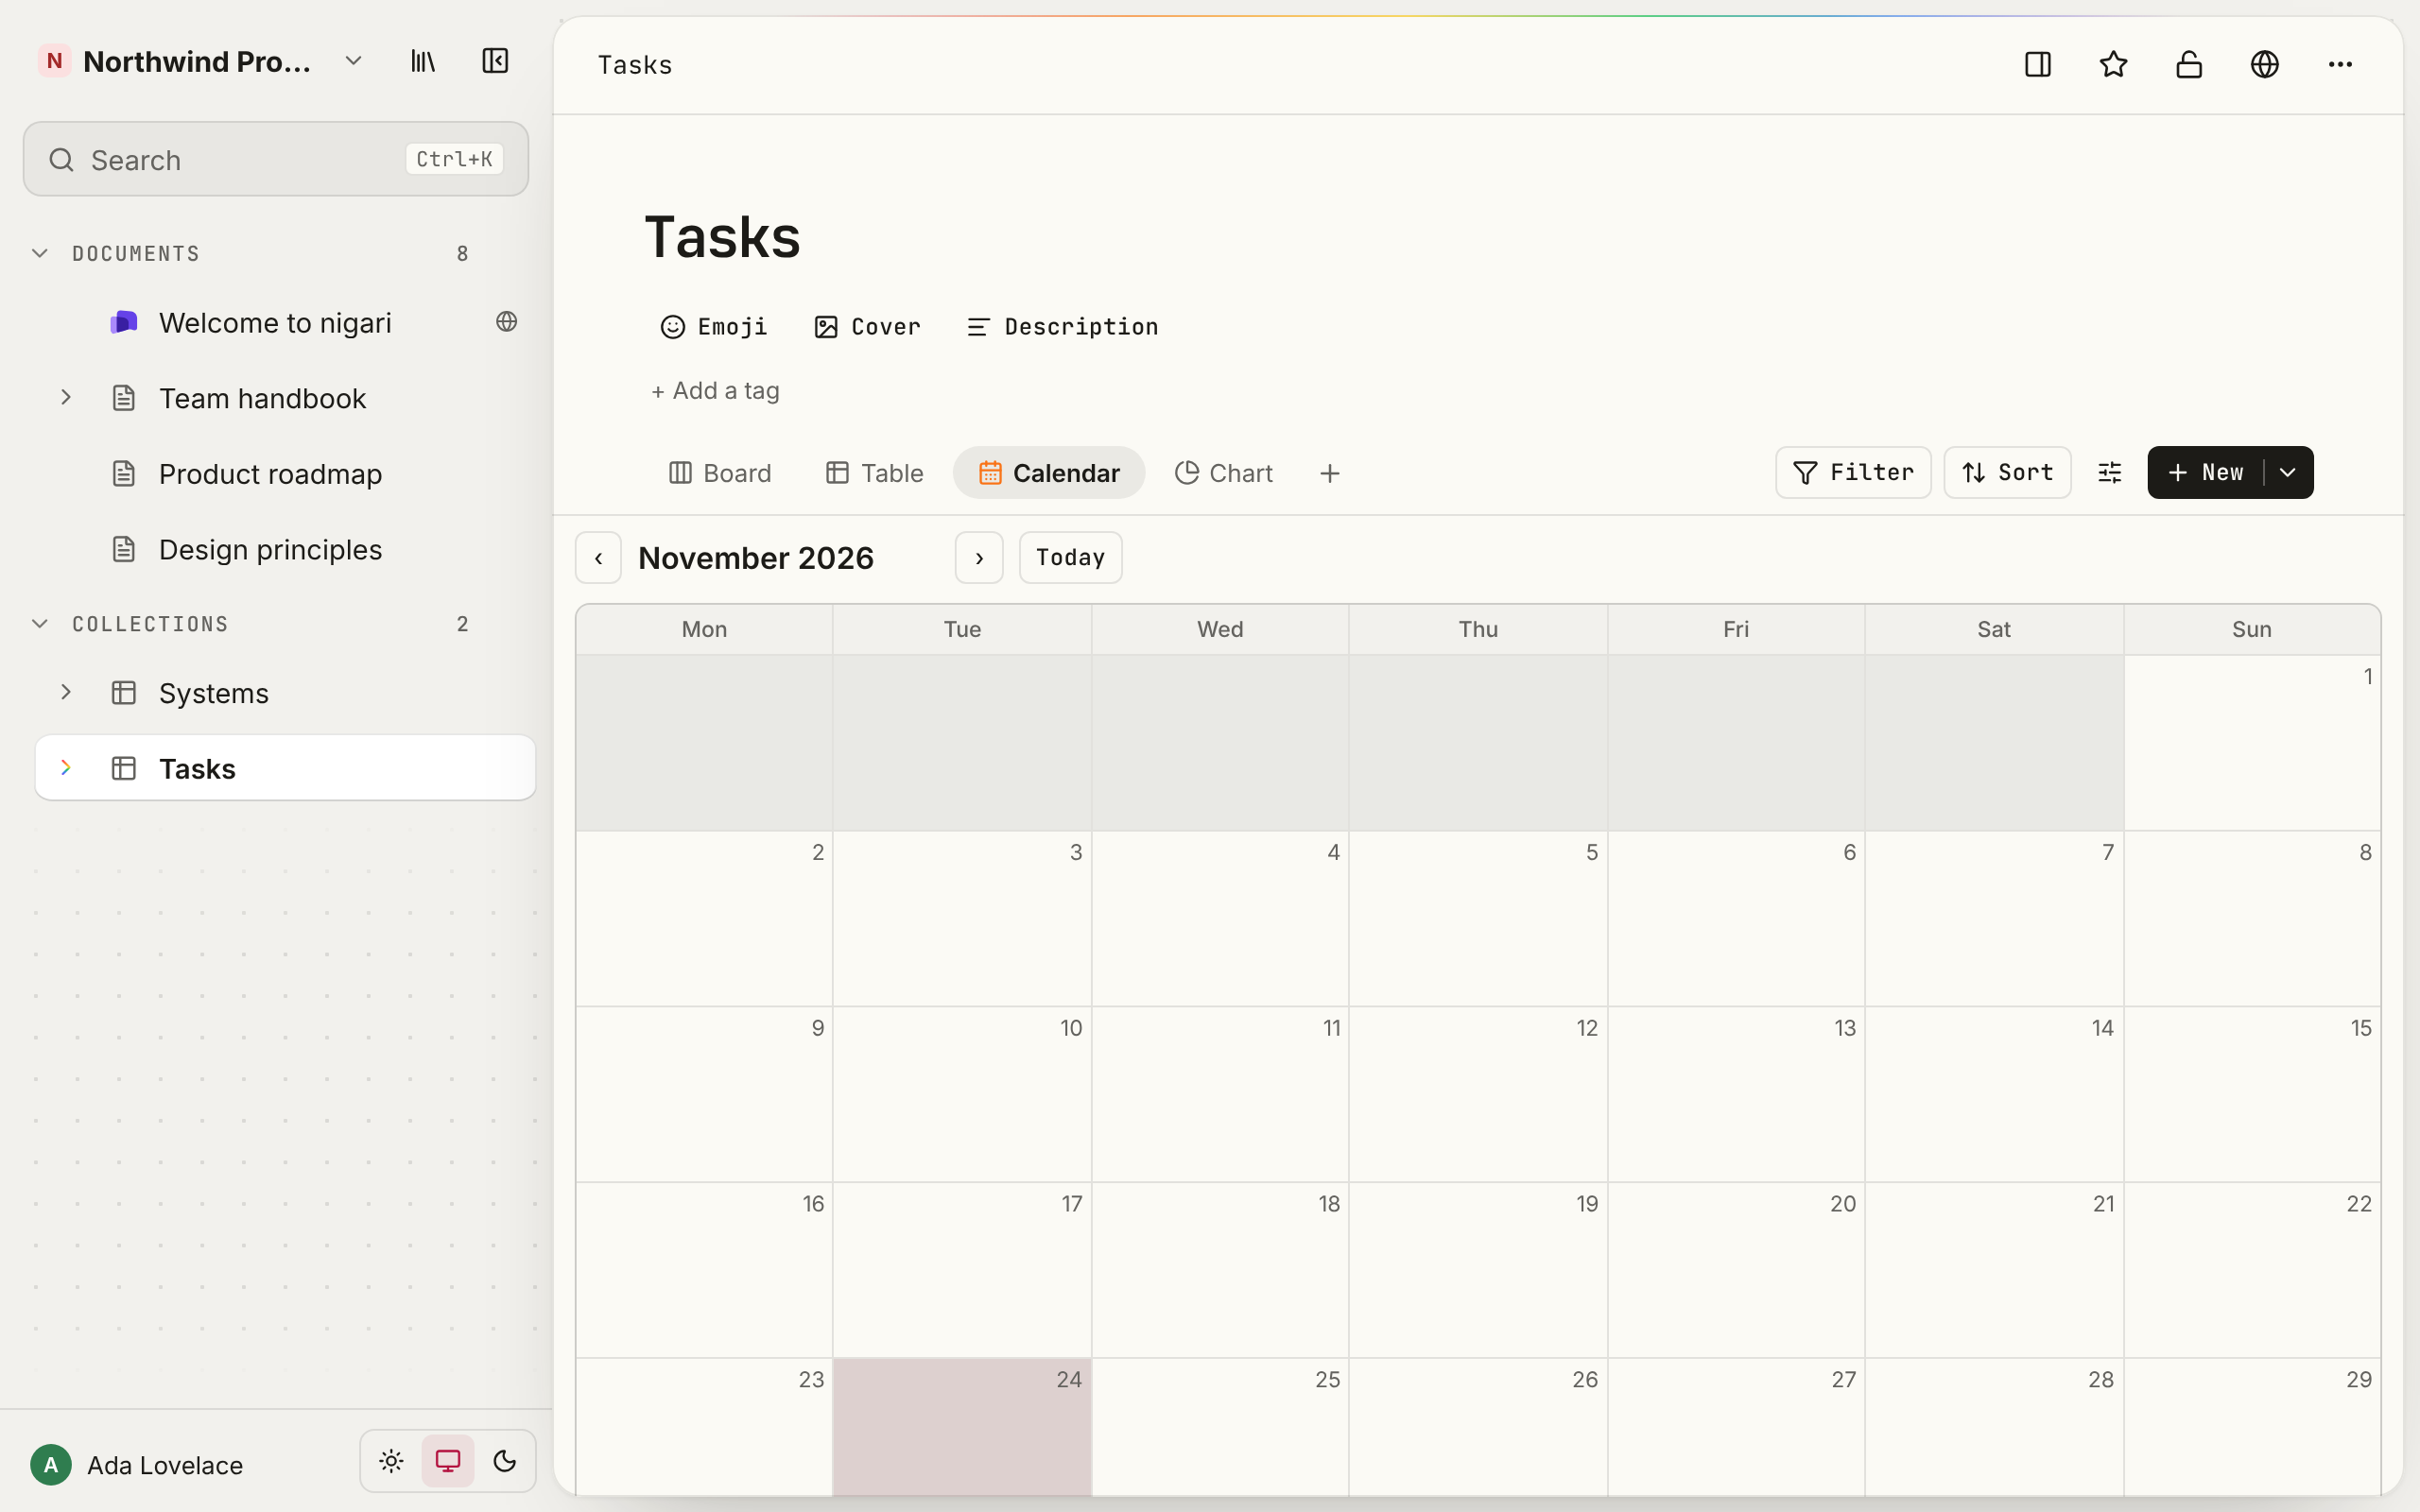 N Northwind Pro...
Search Ctrl+K
DOCUMENTS 8
Welcome to nigari
Team handbook
Product roadmap
Design principles
COLLECTIONS 2
Systems
Tasks
A Ada Lovelace
Tasks
Tasks
Emoji Cover Description
+ Add a tag
Board Table Calendar Chart +
Filter Sort + New
‹ November 2026 › Today
Mon Tue Wed Thu Fri Sat Sun
1
2 3 4 5 6 7 8
9 10 11 12 13 14 15
16 17 18 19 20 21 22
23 24 25 26 27 28 29